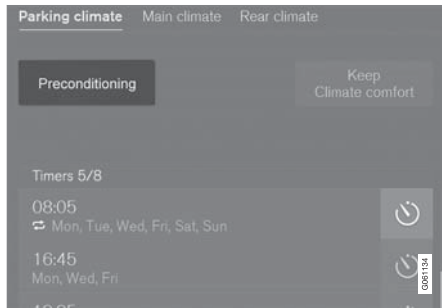 Parking climate Main climate Rear climate
Preconditioning
Keep
Climate comfort
Timers 5/8
08:05
Mon, Tue, Wed, Fri, Sat, Sun
16:45
Mon, Wed, Fri
G061134